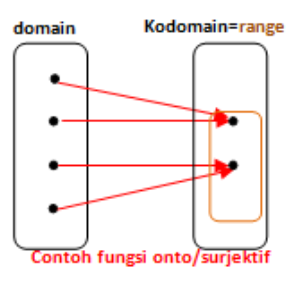 domain
Kodomain=range
Contoh fungsi onto/surjektif